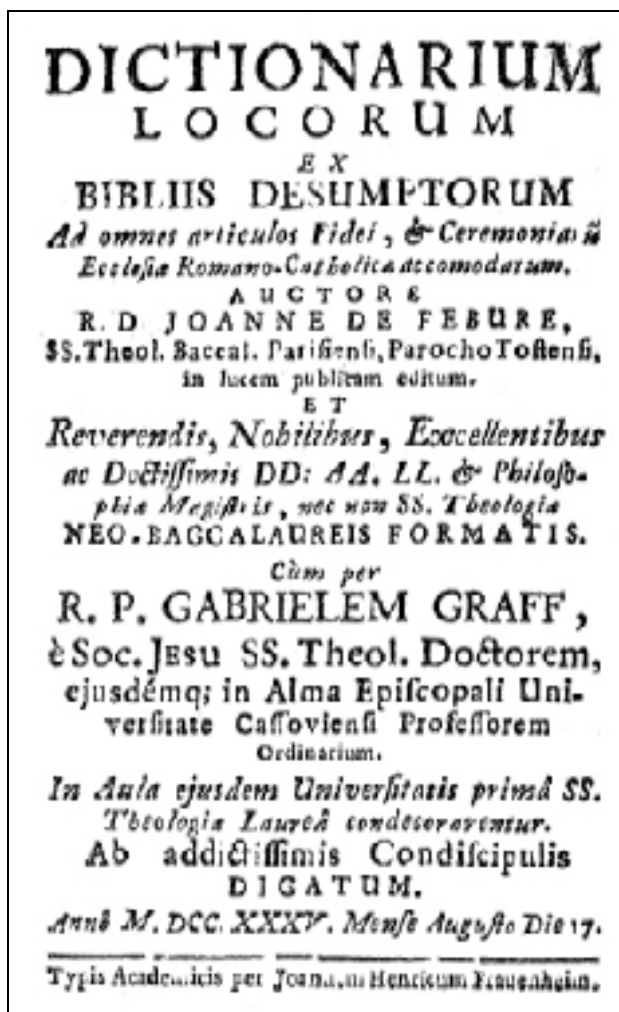 DICTIONARIUM
LOCORUM
EX
BIBLIIS DESUMPTORUM
Ad omnes articulos Fidei, & Ceremonias ũ
Ecclesiæ Romano-Catholicæ accomodatum.
AUCTORE
R. D. JOANNE DE FEBURE,
SS. Theol. Baccal. Parisiensi, Parocho Tostensi,
in lucem publicam editum.
ET
Reverendis, Nobilibus, Excellentibus
ac Doctissimis DD: AA. LL. & Philoso-
phiæ Magistris, nec non SS. Theologiæ
NEO-BACCALAUREIS FORMATIS.
Cùm per
R. P. GABRIELEM GRAFF,
è Soc. JESU SS. Theol. Doctorem,
ejusdémq; in Alma Episcopali Uni-
versitate Cassoviensi Professorem
Ordinarium.
In Aula ejusdem Universitatis primâ SS.
Theologiæ Laureâ condecorarentur.
Ab addictissimis Condiscipulis
DICATUM.
Annô M. DCC. XXXV. Mense Augusto Die 17.
Typis Academicis per Joannem Henricum Frauenheim.